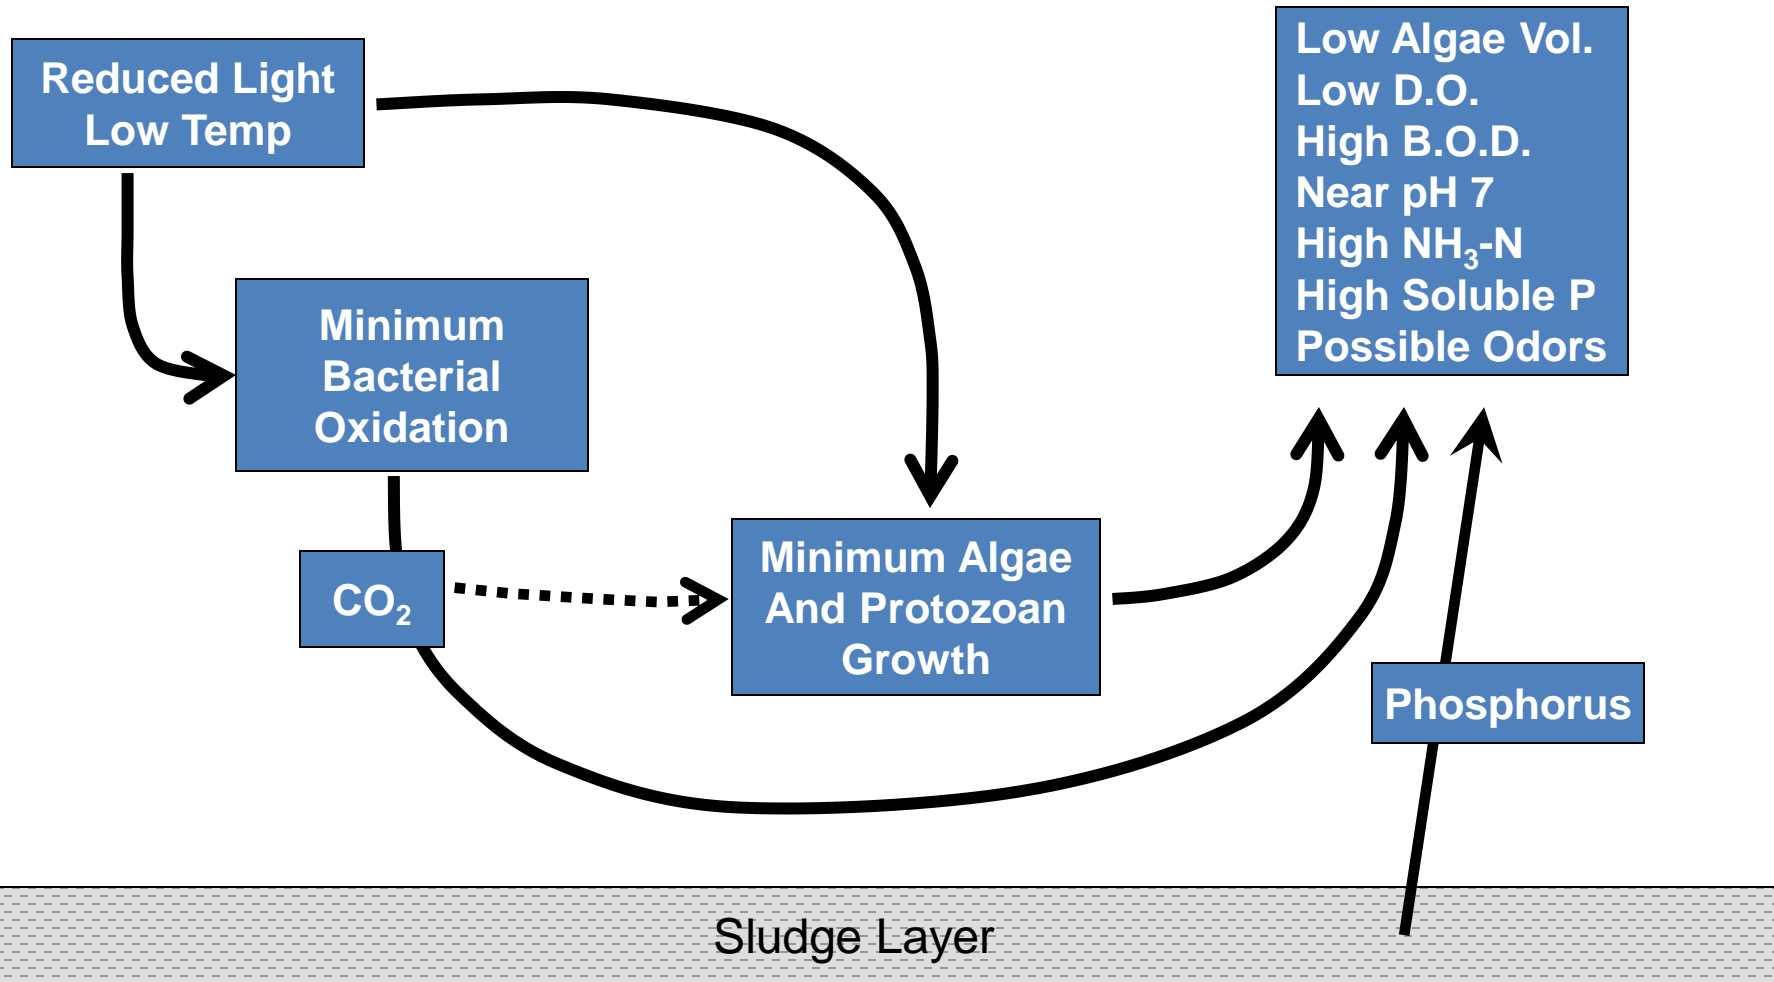 Reduced Light
Low Temp
Minimum
Bacterial
Oxidation
CO₂
Minimum Algae
And Protozoan
Growth
Low Algae Vol.
Low D.O.
High B.O.D.
Near pH 7
High NH₃-N
High Soluble P
Possible Odors
Phosphorus
Sludge Layer